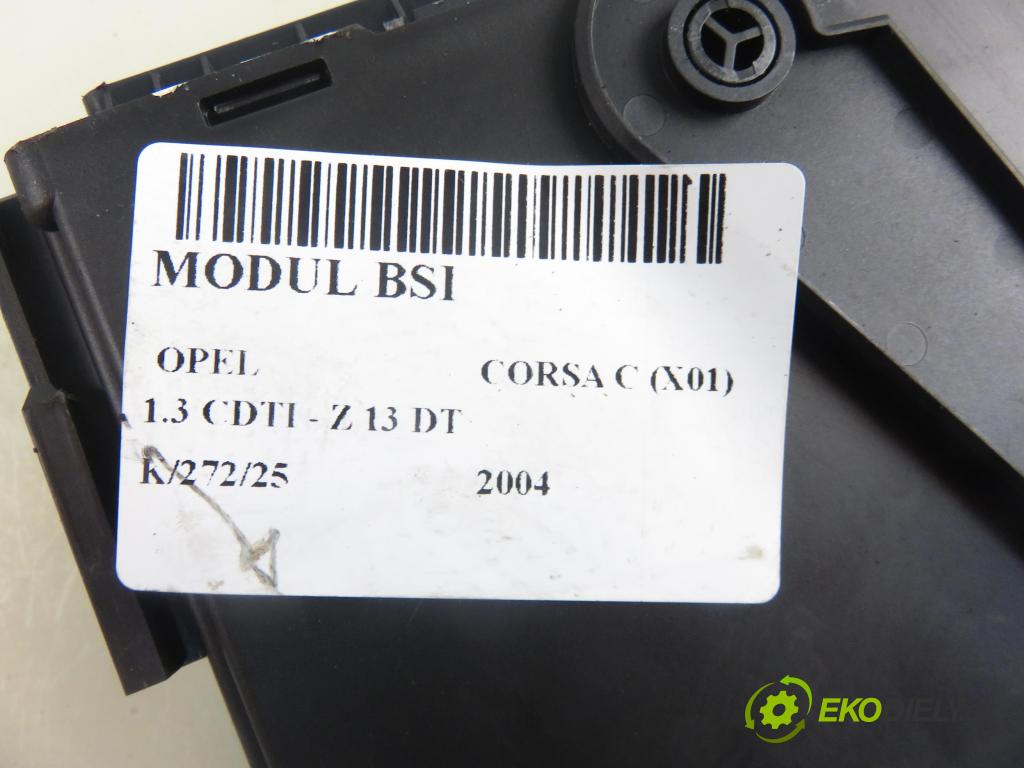 MODUL BSI
OPEL CORSA C (X01)
1.3 CDTI - Z 13 DT
K/272/25 2004
EKODIELY